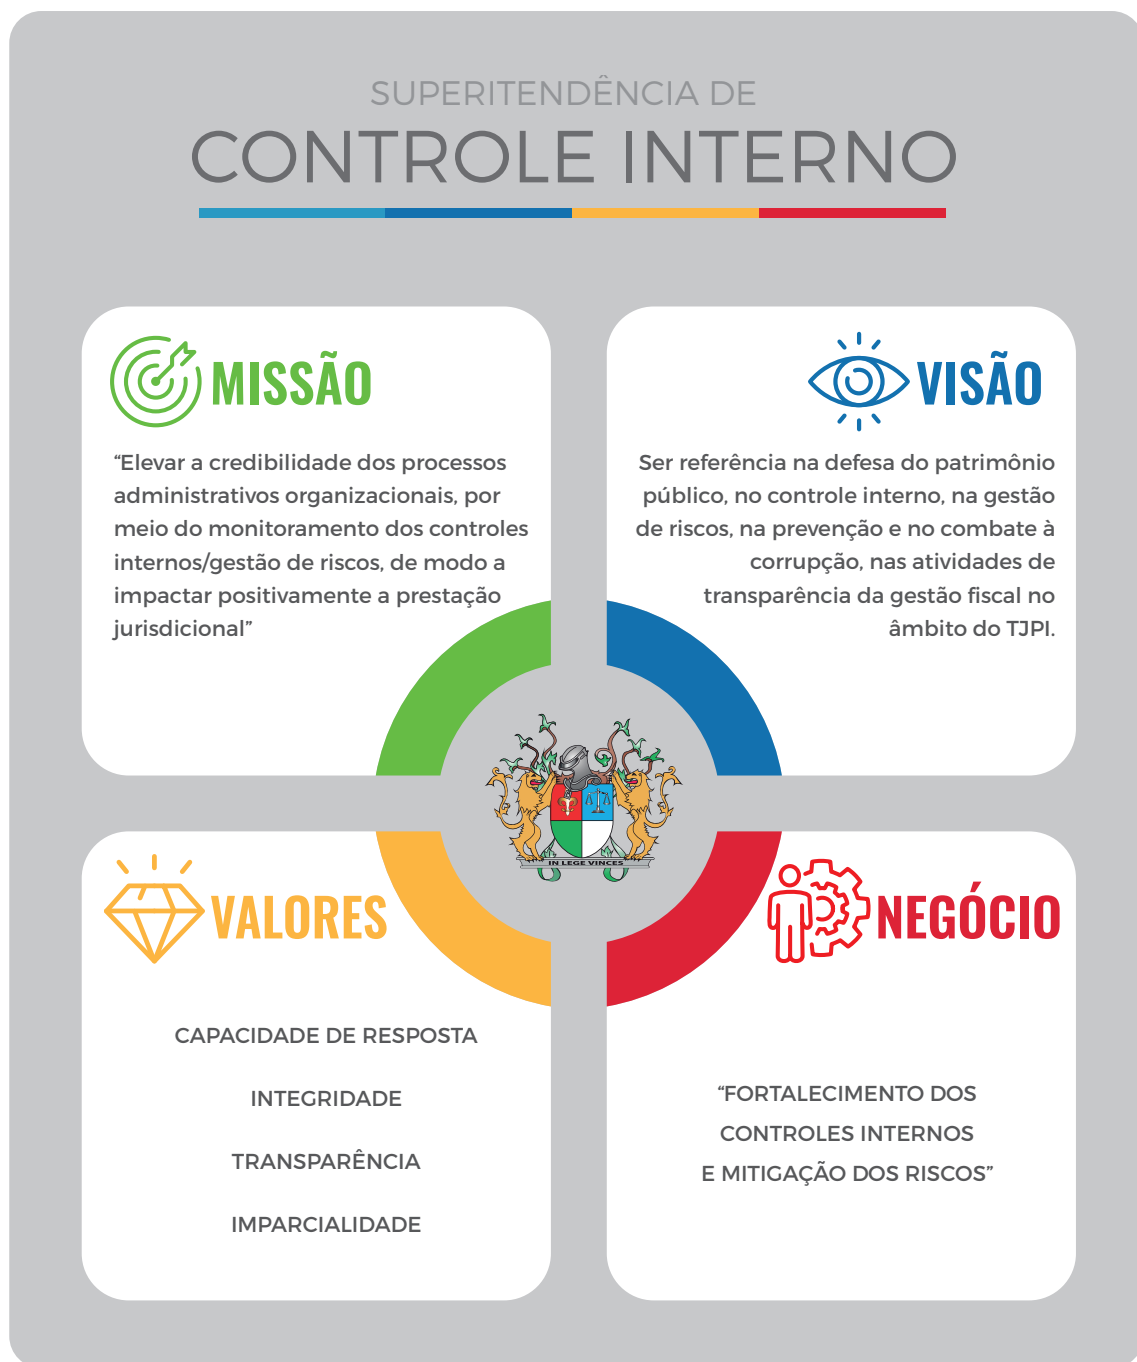 SUPERITENDÊNCIA DE
CONTROLE INTERNO
MISSÃO
“Elevar a credibilidade dos processos
administrativos organizacionais, por
meio do monitoramento dos controles
internos/gestão de riscos, de modo a
impactar positivamente a prestação
jurisdicional”
VISÃO
Ser referência na defesa do patrimônio
público, no controle interno, na gestão
de riscos, na prevenção e no combate à
corrupção, nas atividades de
transparência da gestão fiscal no
âmbito do TJPI.
IN LEGE VINCES
VALORES
CAPACIDADE DE RESPOSTA
INTEGRIDADE
TRANSPARÊNCIA
IMPARCIALIDADE
NEGÓCIO
“FORTALECIMENTO DOS
CONTROLES INTERNOS
E MITIGAÇÃO DOS RISCOS”